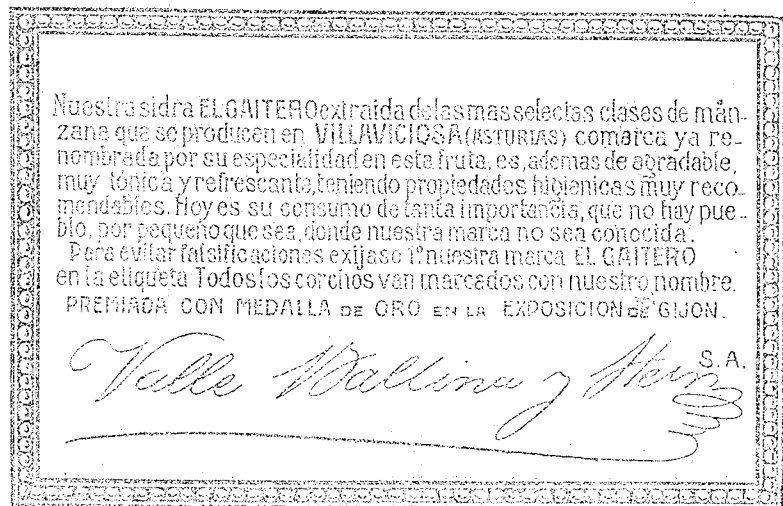 Nuestra sidra EL GAITERO extraida de las mas selectas clases de man-
zana que se producen en VILLAVICIOSA (ASTURIAS) comarca ya re-
nombrada por su especialidad en esta fruta, es, ademas de agradable,
muy tónica y refrescante, teniendo propiedades higienicas muy reco-
mendables. Hoy es su consumo de tanta importancia, que no hay pue-
blo, por pequeño que sea, donde nuestra marca no sea conocida.
Para evitar falsificaciones exijase 1º nuestra marca EL GAITERO
en la etiqueta Todos los corchos van marcados con nuestro nombre.
PREMIADA CON MEDALLA DE ORO EN LA EXPOSICION DE GIJON.
Valle Ballina y
S.A.